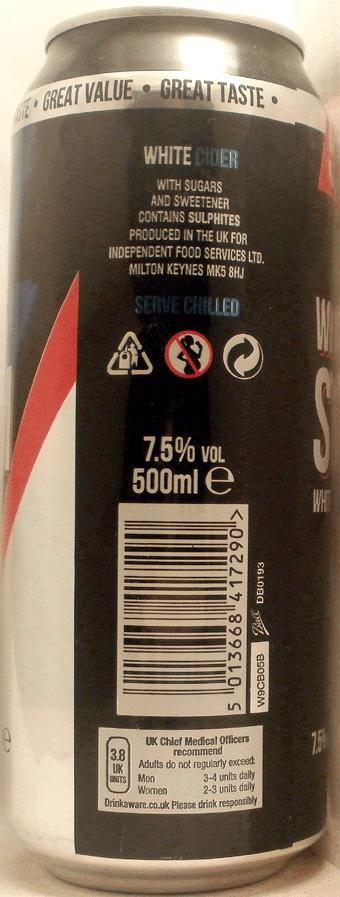 GREAT VALUE • GREAT TASTE •
WHITE CIDER
WITH SUGARS
AND SWEETENER
CONTAINS SULPHITES
PRODUCED IN THE UK FOR
INDEPENDENT FOOD SERVICES LTD.
MILTON KEYNES MK5 8HJ
SERVE CHILLED
7.5% VOL
500ml e
5 013668 417290 >
Ball DB0193
W9CB05B
3.8
UK
UNITS
UK Chief Medical Officers
recommend
Adults do not regularly exceed:
Men 3-4 units daily
Women 2-3 units daily
Drinkaware.co.uk Please drink responsibly